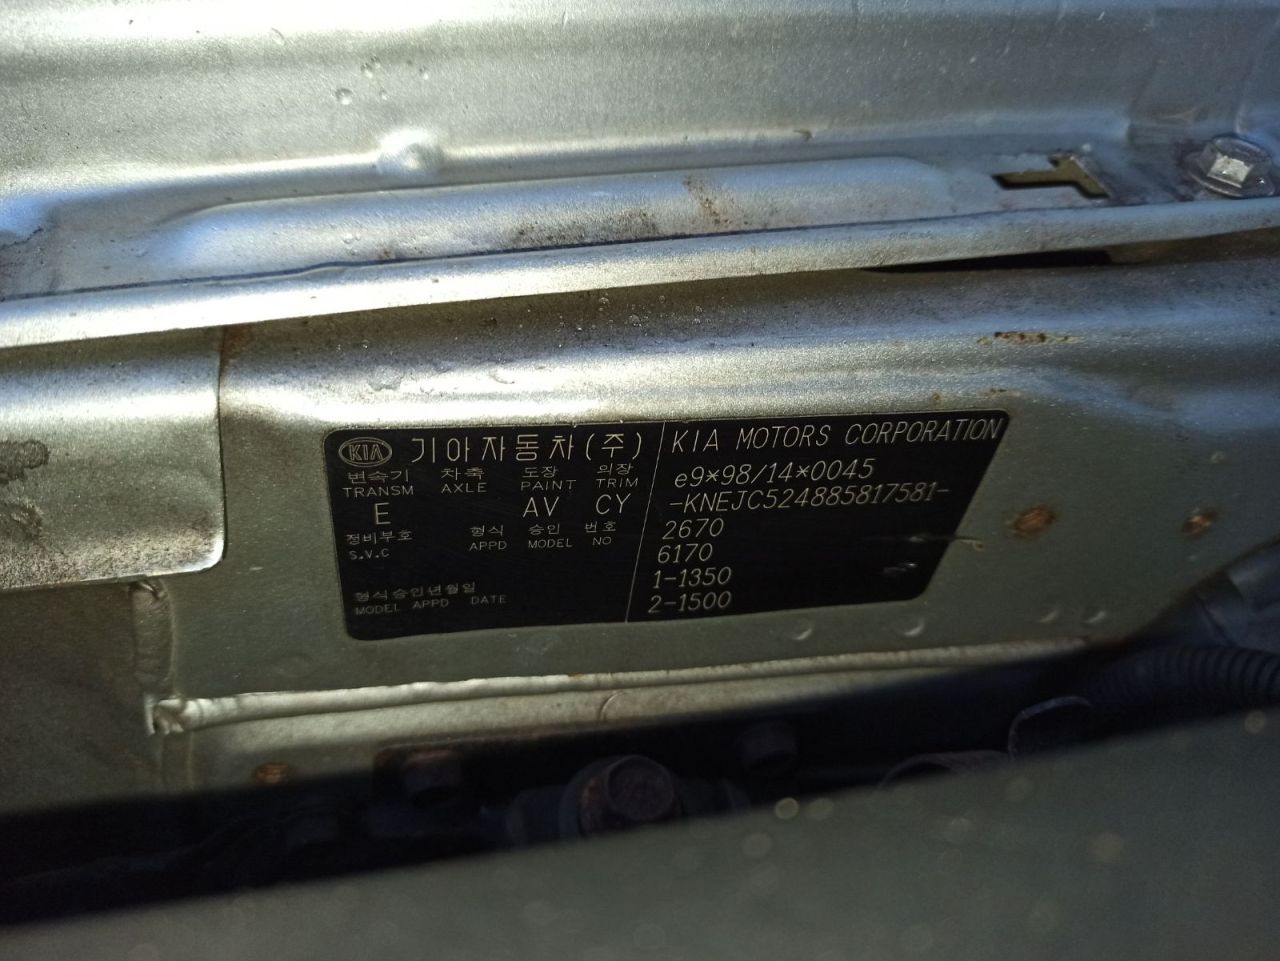 KIA 기아자동차(주)
변속기 차축 도장 의장
TRANSM AXLE PAINT TRIM
E AV CY
정비부호 형식 승인 번호
S.V.C APPD MODEL NO
형식승인년월일
MODEL APPD DATE
KIA MOTORS CORPORATION
e9*98/14*0045
-KNEJC524885817581-
2670
6170
1-1350
2-1500